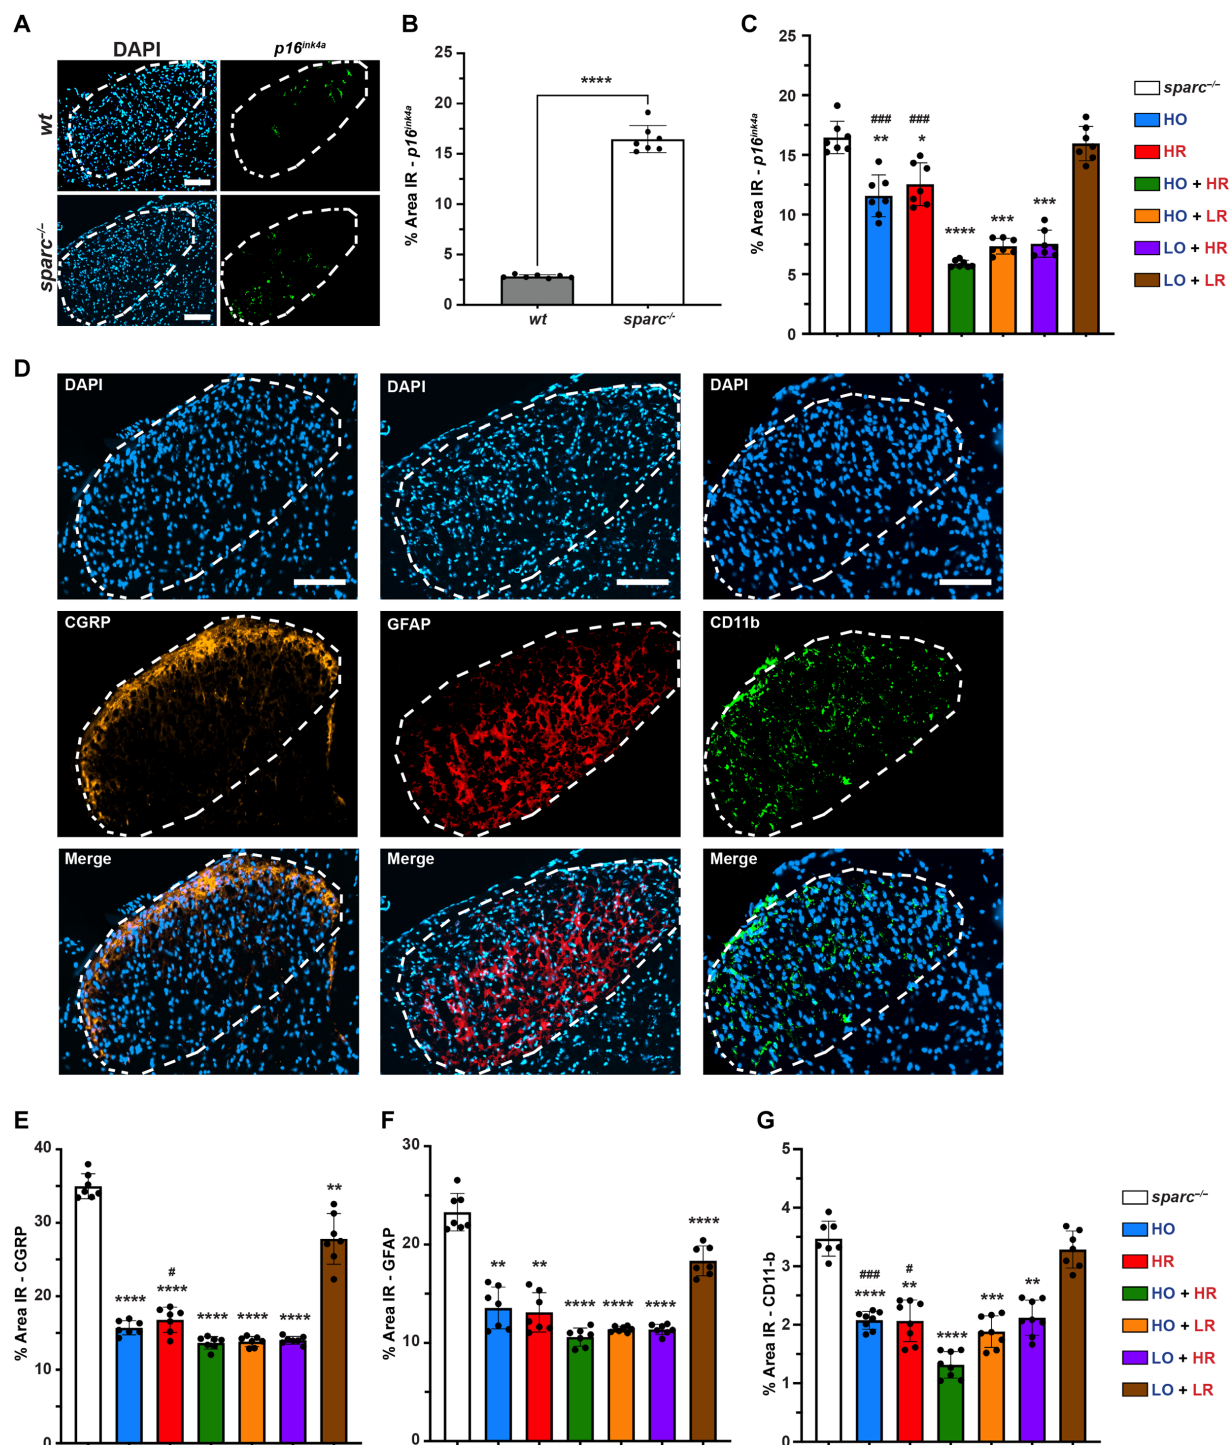 A
DAPI
p16ink4a
wt
sparc–/–
B
% Area IR - p16ink4a
25
20
15
10
5
0
****
wt
sparc-/-
C
% Area IR - p16ink4a
25
20
15
10
5
0
###
**
###
*
****
***
***
sparc–/–
HO
HR
HO + HR
HO + LR
LO + HR
LO + LR
D
DAPI
DAPI
DAPI
CGRP
GFAP
CD11b
Merge
Merge
Merge
E
% Area IR - CGRP
40
30
20
10
0
****
#
****
****
****
****
**
F
% Area IR - GFAP
30
20
10
0
**
**
****
****
****
****
G
% Area IR - CD11-b
5
4
3
2
1
0
###
****
#
**
****
***
**
sparc–/–
HO
HR
HO + HR
HO + LR
LO + HR
LO + LR